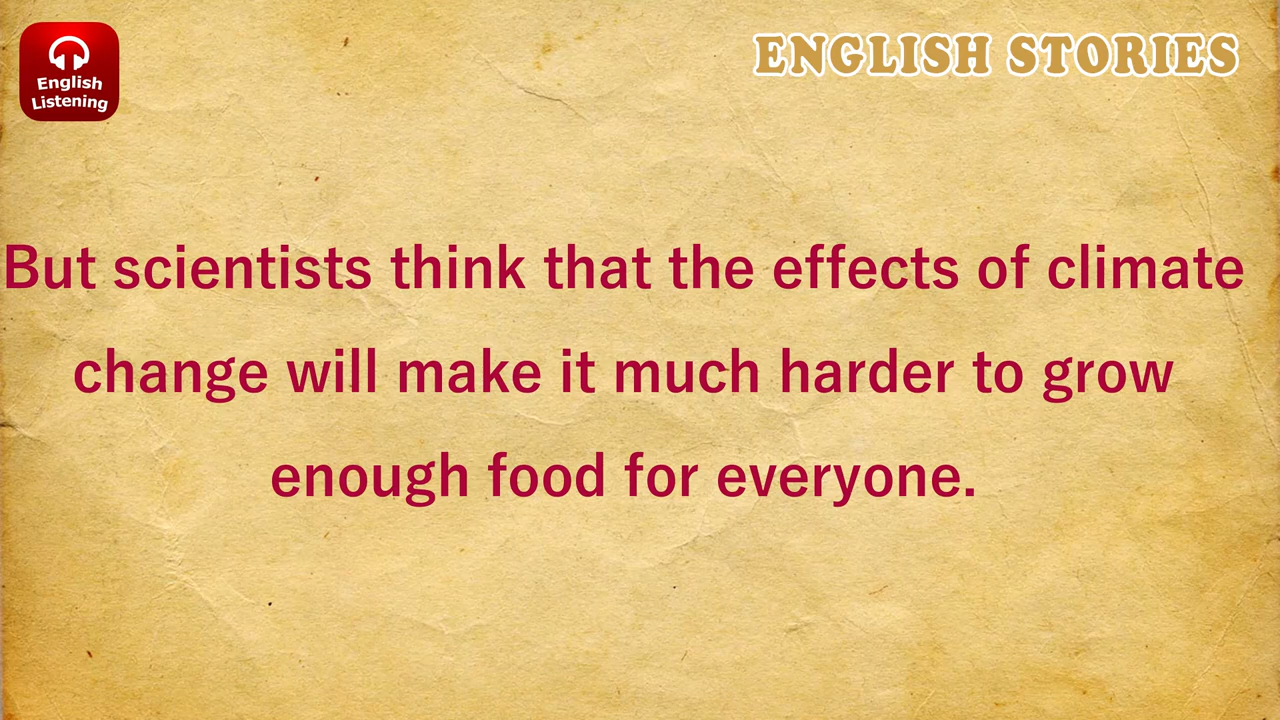 English
Listening
ENGLISH STORIES
But scientists think that the effects of climate
change will make it much harder to grow
enough food for everyone.